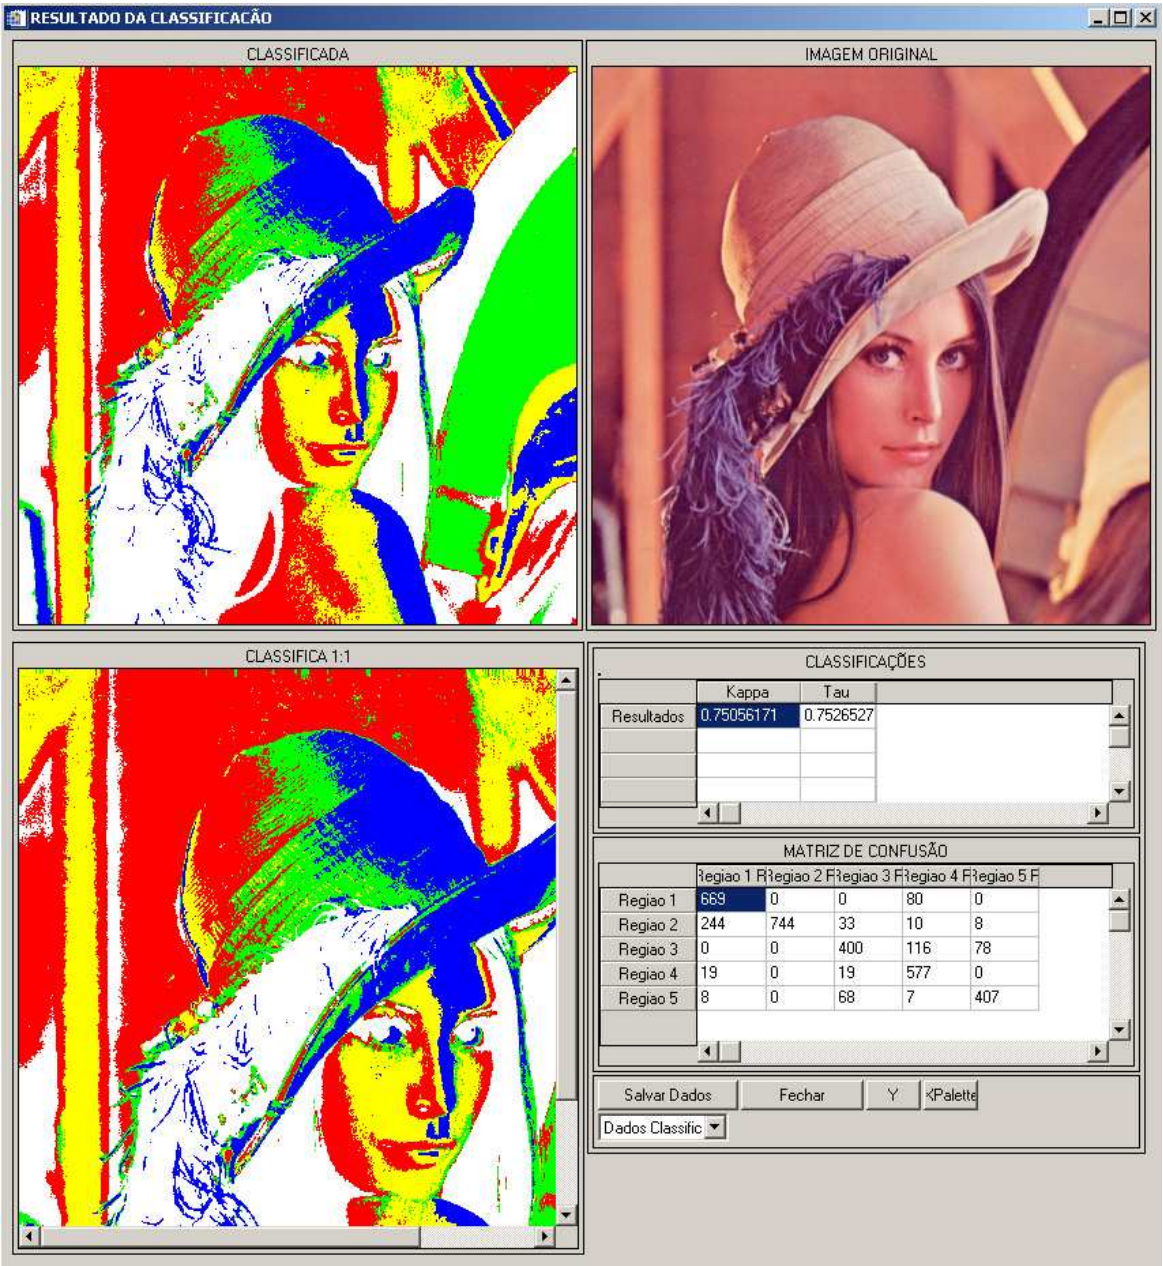 RESULTADO DA CLASSIFICACÃO
CLASSIFICADA
IMAGEM ORIGINAL
CLASSIFICA 1:1
CLASSIFICAÇÕES
Kappa Tau
Resultados 0.75056171 0.7526527
MATRIZ DE CONFUSÃO
Regiao 1 F Regiao 2 F Regiao 3 F Regiao 4 F Regiao 5 F
Regiao 1 669 0 0 80 0
Regiao 2 244 744 33 10 8
Regiao 3 0 0 400 116 78
Regiao 4 19 0 19 577 0
Regiao 5 8 0 68 7 407
Salvar Dados Fechar Y <Palette
Dados Classific